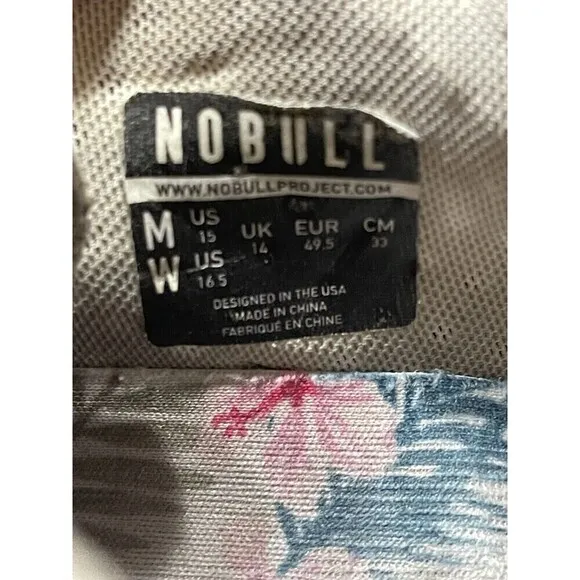 NOBULL
WWW.NOBULLPROJECT.COM
M US 15 UK 14 EUR 49.5 CM 33
W US 16.5
DESIGNED IN THE USA
MADE IN CHINA
FABRIQUÉ EN CHINE